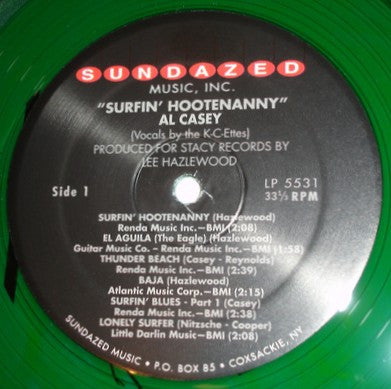 SUNDAZED
MUSIC, INC.
"SURFIN' HOOTENANNY"
AL CASEY
(Vocals by the K-C-Ettes)
PRODUCED FOR STACY RECORDS BY
LEE HAZLEWOOD
Side 1
LP 5531
33⅓ RPM
SURFIN' HOOTENANNY (Hazlewood)
Renda Music Inc.—BMI (2:08)
EL AGUILA (The Eagle) (Hazlewood)
Guitar Music Co. – Renda Music Inc.—BMI (1:58)
THUNDER BEACH (Casey - Reynolds)
Renda Music Inc.—BMI (2:39)
BAJA (Hazlewood)
Atlantic Music Corp.—BMI (2:15)
SURFIN' BLUES - Part 1 (Casey)
Renda Music Inc.—BMI (2:38)
LONELY SURFER (Nitzsche - Cooper)
Little Darlin Music—BMI (2:08)
SUNDAZED MUSIC • P.O. BOX 85 • COXSACKIE, NY